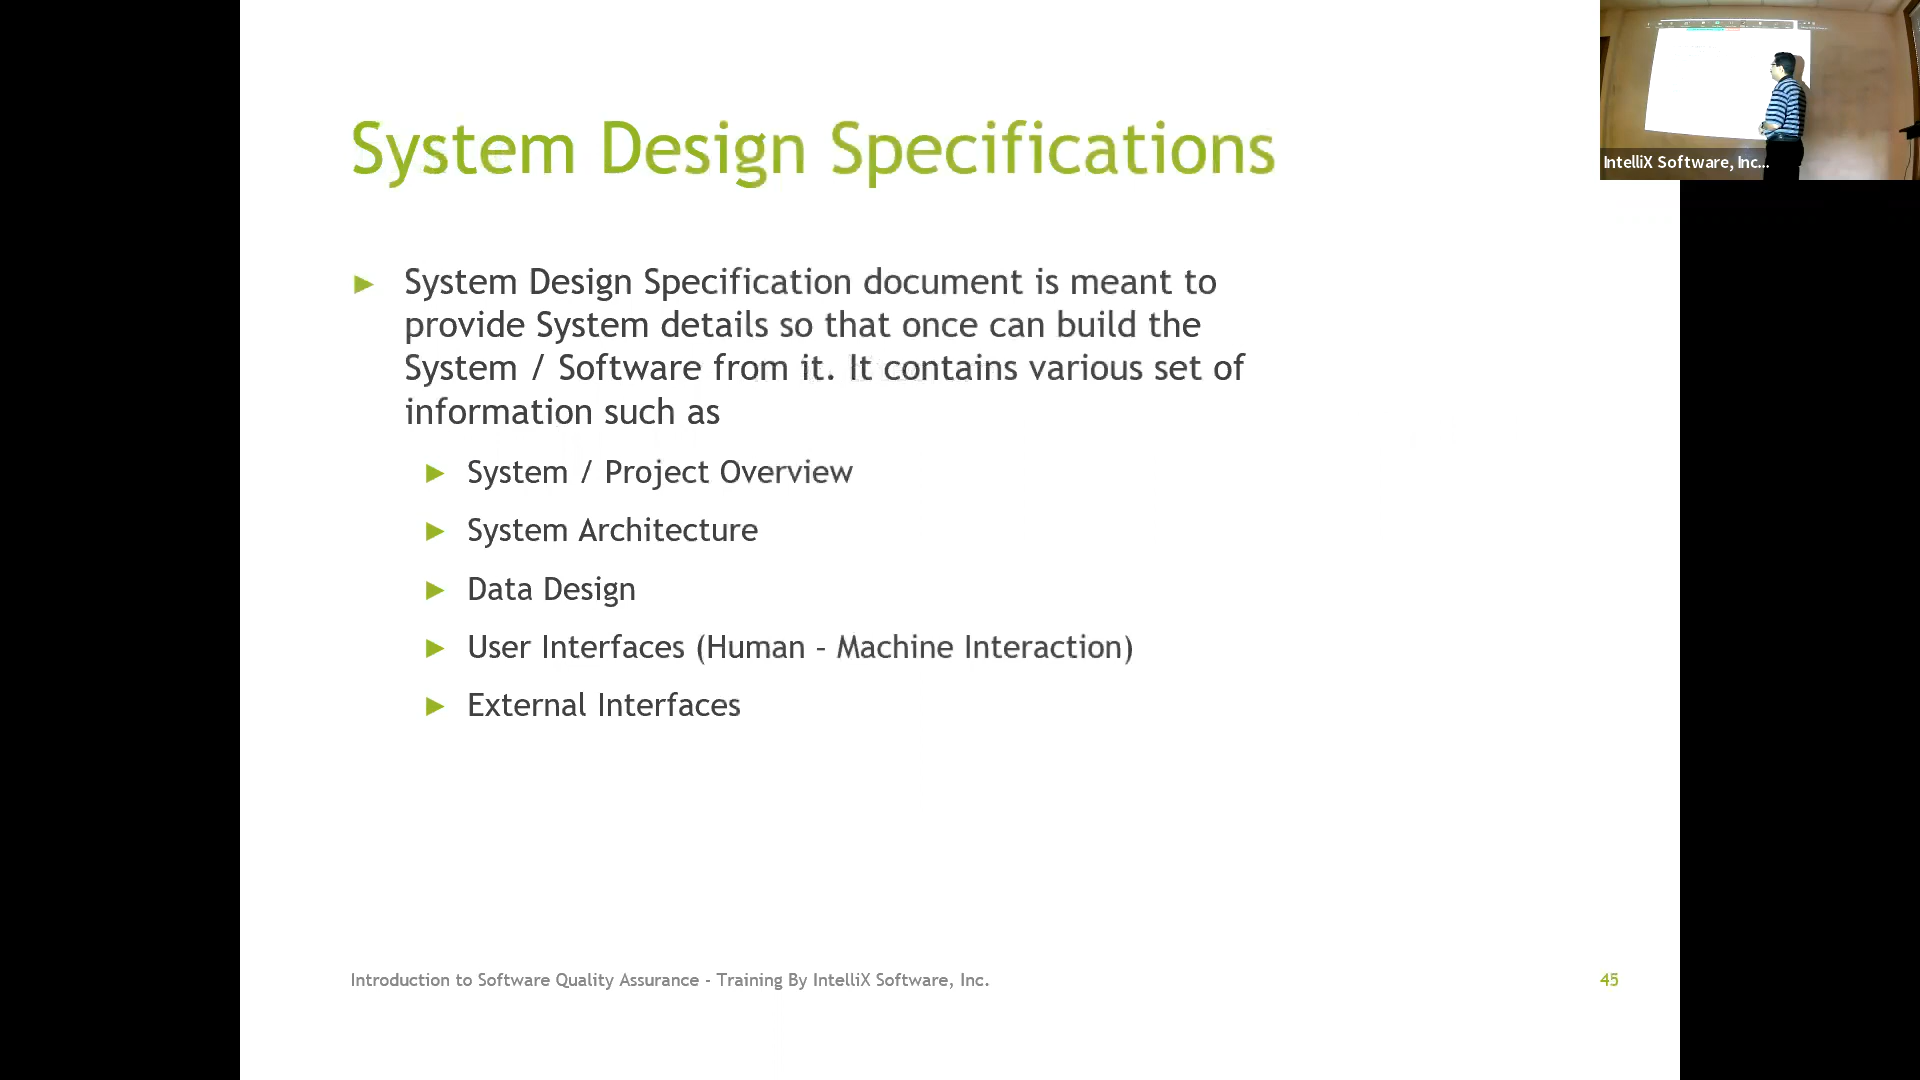 System Design Specifications
IntelliX Software, Inc...
► System Design Specification document is meant to
provide System details so that once can build the
System / Software from it. It contains various set of
information such as
► System / Project Overview
► System Architecture
► Data Design
► User Interfaces (Human - Machine Interaction)
► External Interfaces
Introduction to Software Quality Assurance - Training By IntelliX Software, Inc.
45